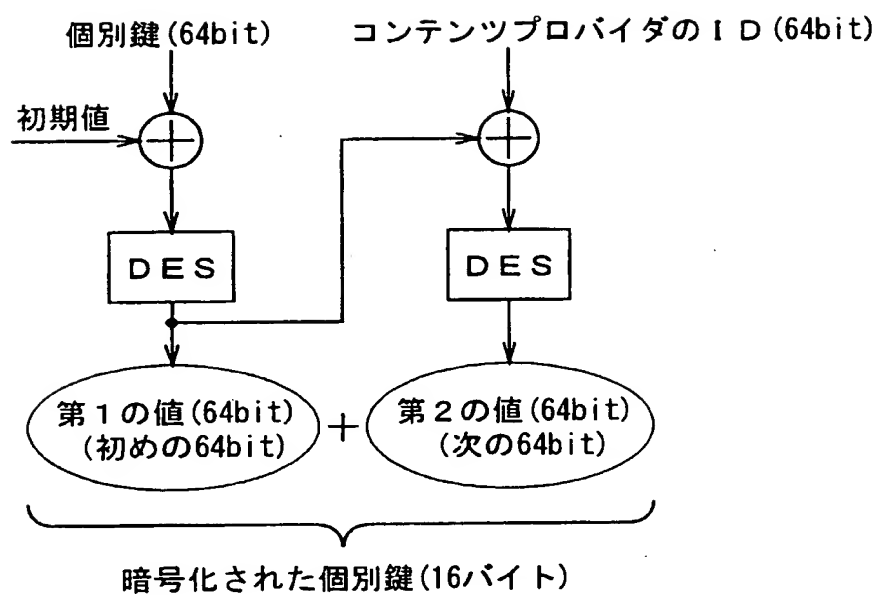 個別鍵(64bit)
コンテンツプロバイダのＩＤ(64bit)
初期値
ＤＥＳ
ＤＥＳ
第１の値(64bit)
(初めの64bit)
+
第２の値(64bit)
(次の64bit)
暗号化された個別鍵(16バイト)